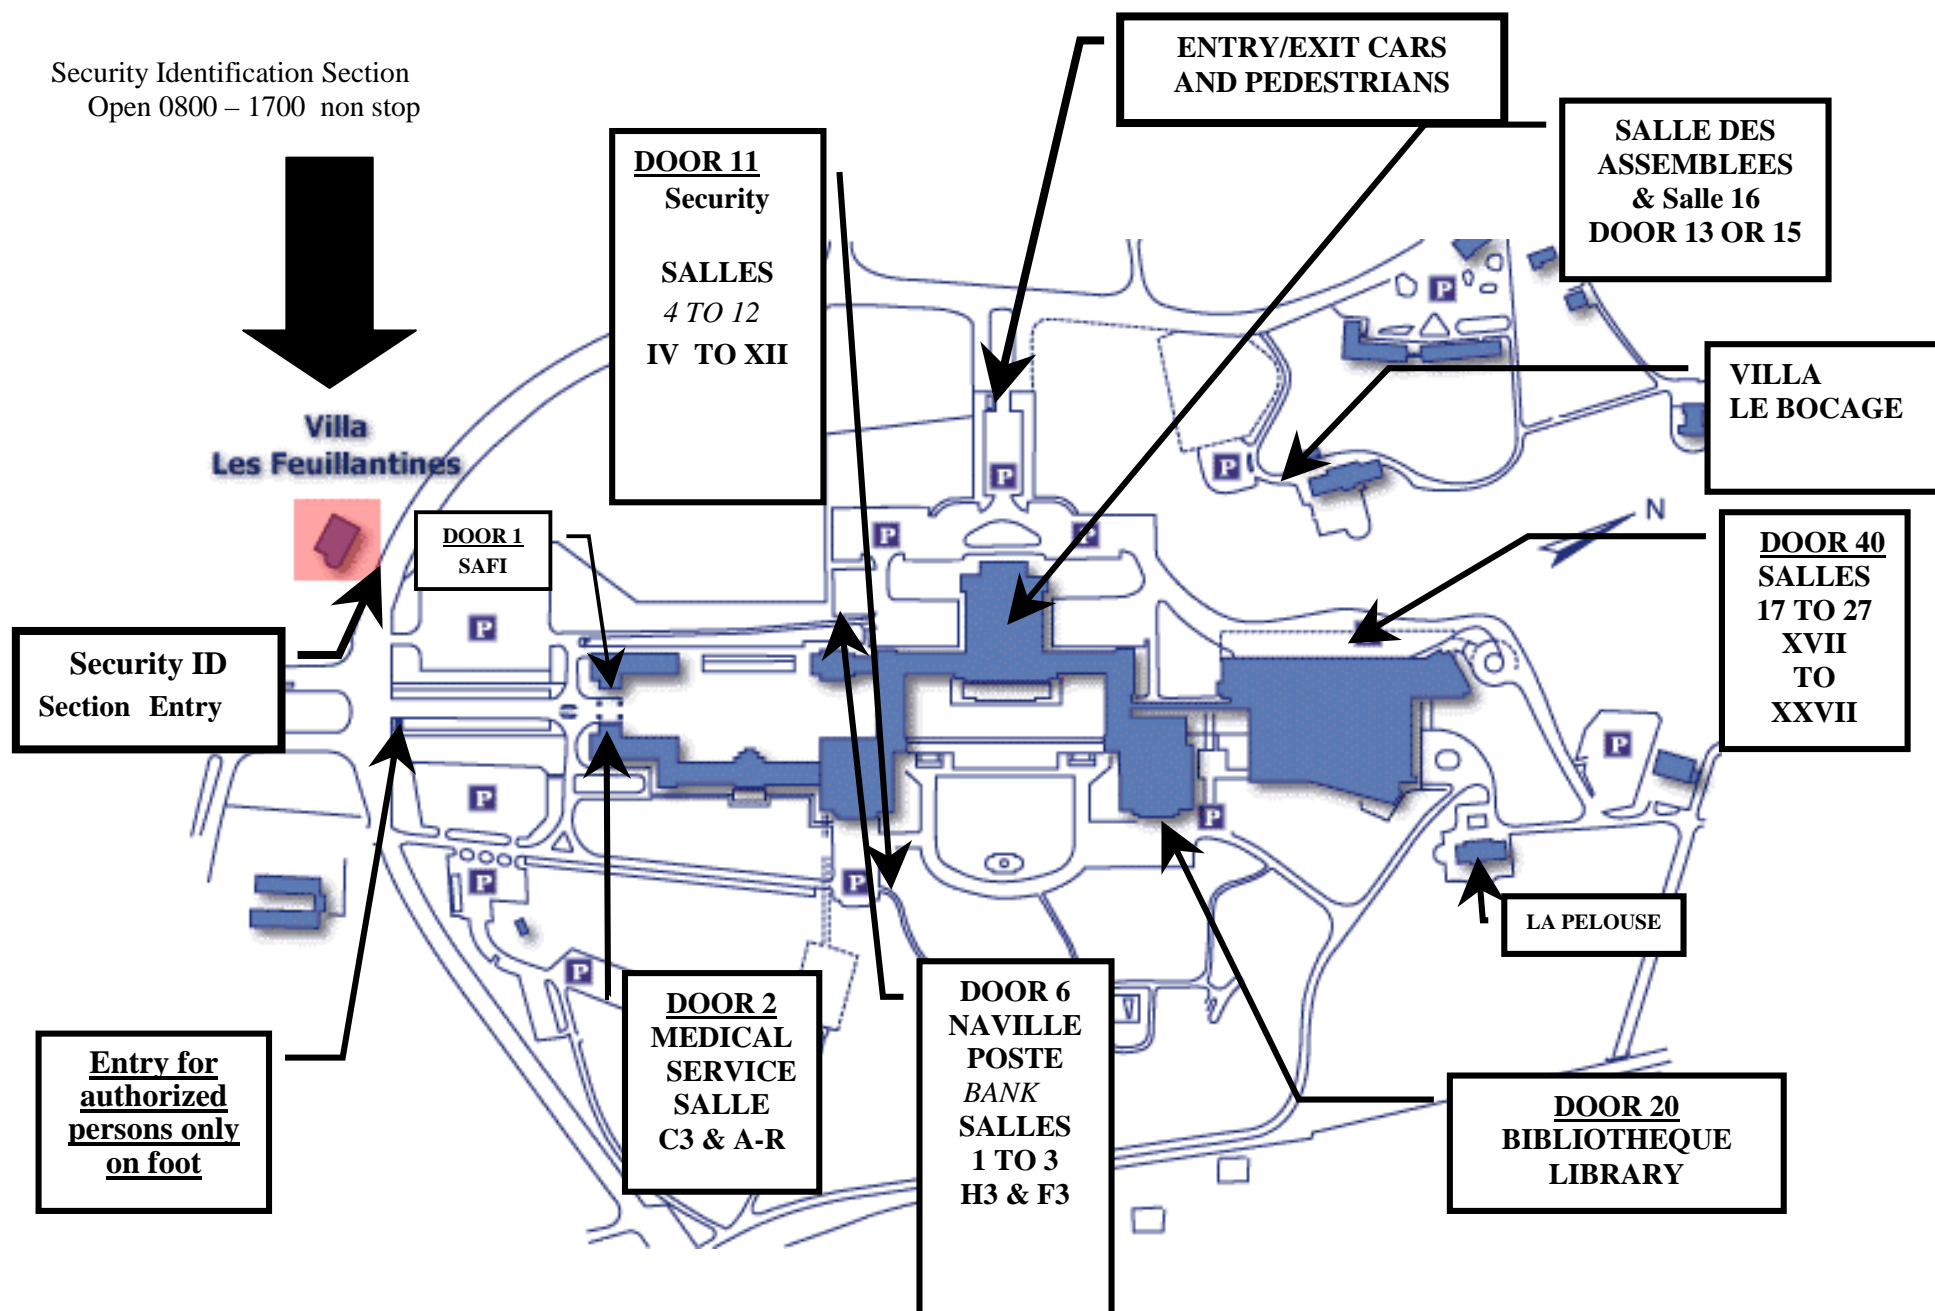 Security Identification Section
Open 0800 – 1700 non stop
ENTRY/EXIT CARS
AND PEDESTRIANS
SALLE DES
ASSEMBLEES
& Salle 16
DOOR 13 OR 15
DOOR 11
Security
SALLES
4 TO 12
IV TO XII
P
VILLA
LE BOCAGE
Villa
Les Feuillantines
P
P
P
P
N
DOOR 1
SAFI
DOOR 40
SALLES
17 TO 27
XVII
TO
XXVII
P
P
Security ID
Section Entry
P
P
P
P
P
LA PELOUSE
P
Entry for
authorized
persons only
on foot
DOOR 2
MEDICAL
SERVICE
SALLE
C3 & A-R
DOOR 6
NAVILLE
POSTE
BANK
SALLES
1 TO 3
H3 & F3
DOOR 20
BIBLIOTHEQUE
LIBRARY